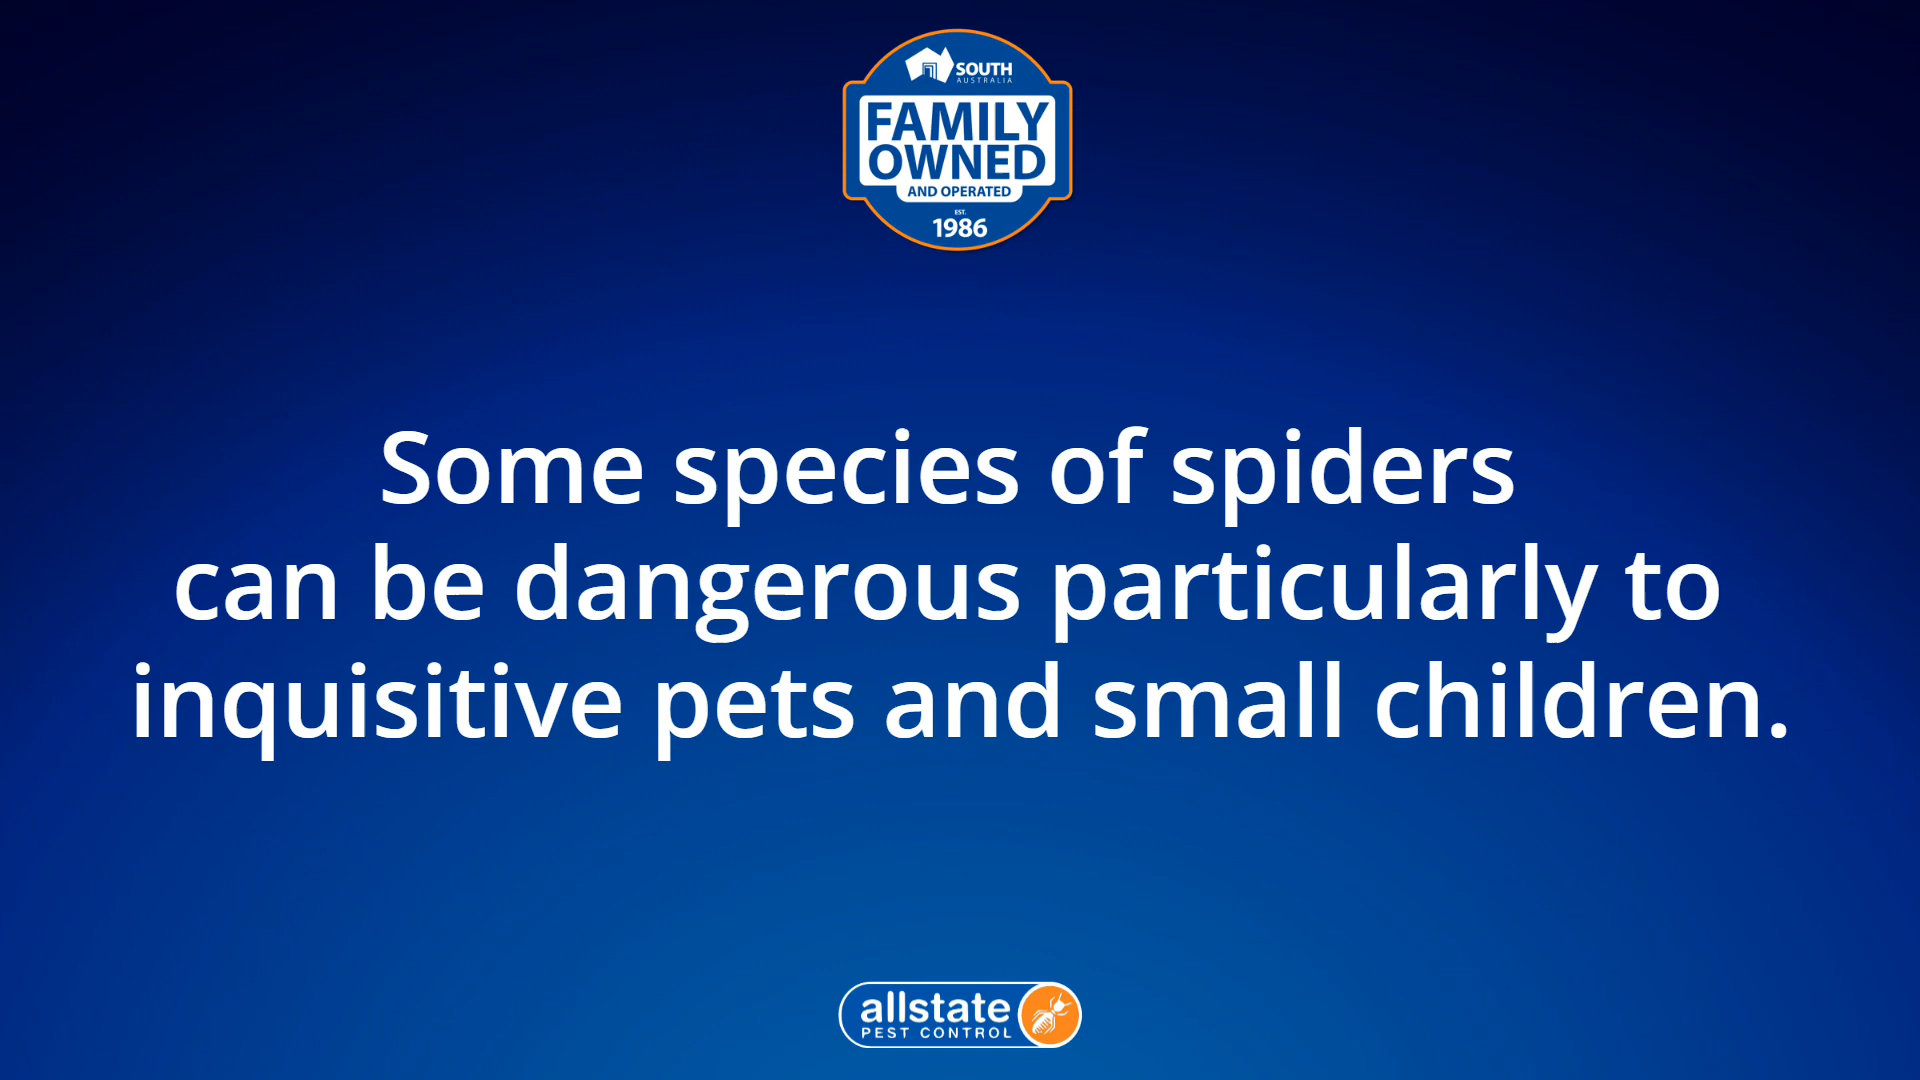 SOUTH
AUSTRALIA
FAMILY
OWNED
AND OPERATED
EST.
1986
Some species of spiders
can be dangerous particularly to
inquisitive pets and small children.
allstate
PEST CONTROL